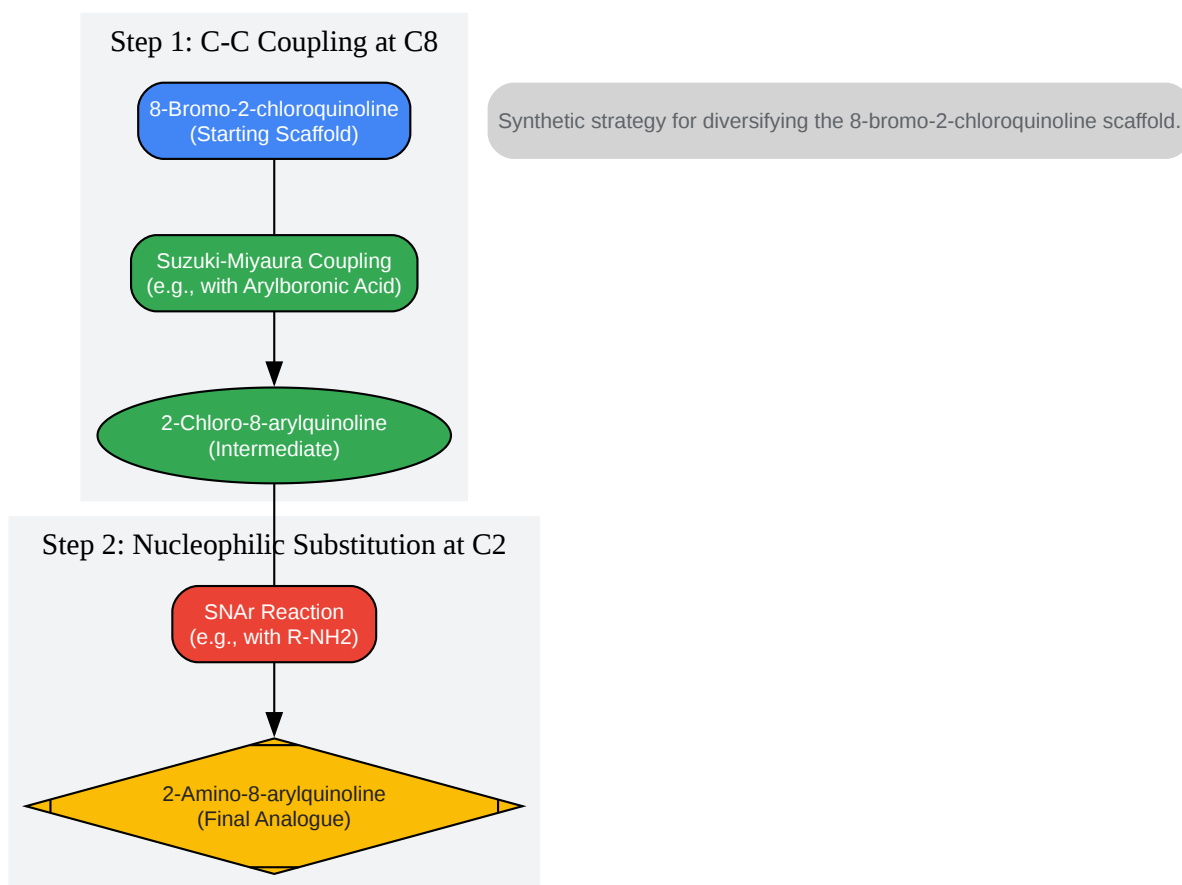 Step 1: C-C Coupling at C8
8-Bromo-2-chloroquinoline
(Starting Scaffold)
Synthetic strategy for diversifying the 8-bromo-2-chloroquinoline scaffold.
Suzuki-Miyaura Coupling
(e.g., with Arylboronic Acid)
2-Chloro-8-arylquinoline
(Intermediate)
Step 2: Nucleophilic Substitution at C2
SNAr Reaction
(e.g., with R-NH2)
2-Amino-8-arylquinoline
(Final Analogue)